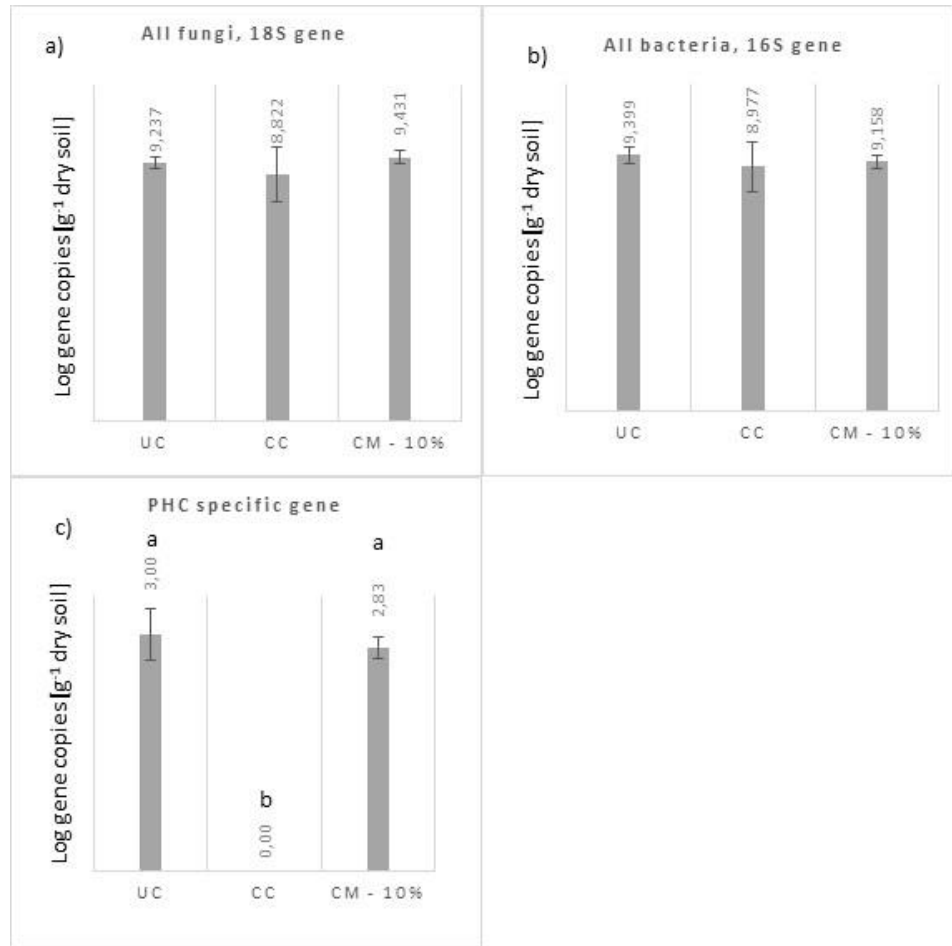 a)
All fungi, 18S gene
Log gene copies[g⁻¹ dry soil]
9,237
8,822
9,431
UC
CC
CM - 10%
b)
All bacteria, 16S gene
Log gene copies[g⁻¹ dry soil]
9,399
8,977
9,158
UC
CC
CM - 10%
PHC specific gene
c)
Log gene copies[g⁻¹ dry soil]
a
3,00
b
0,00
a
2,83
UC
CC
CM - 10%